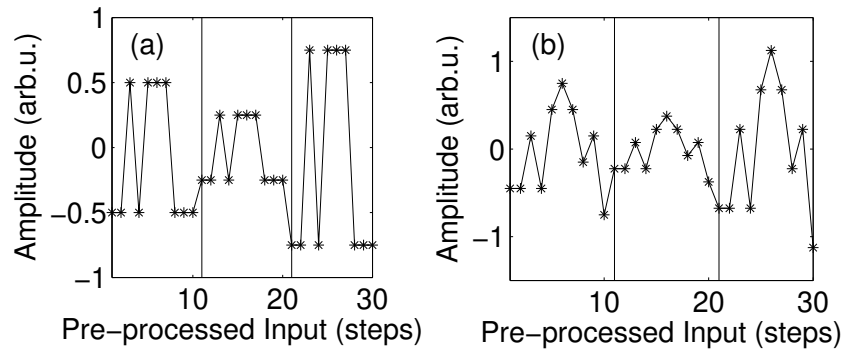 (a)
Amplitude (arb.u.)
1
0.5
0
−0.5
−1
10
20
30
Pre−processed Input (steps)
(b)
Amplitude (arb.u.)
1
0
−1
10
20
30
Pre−processed Input (steps)